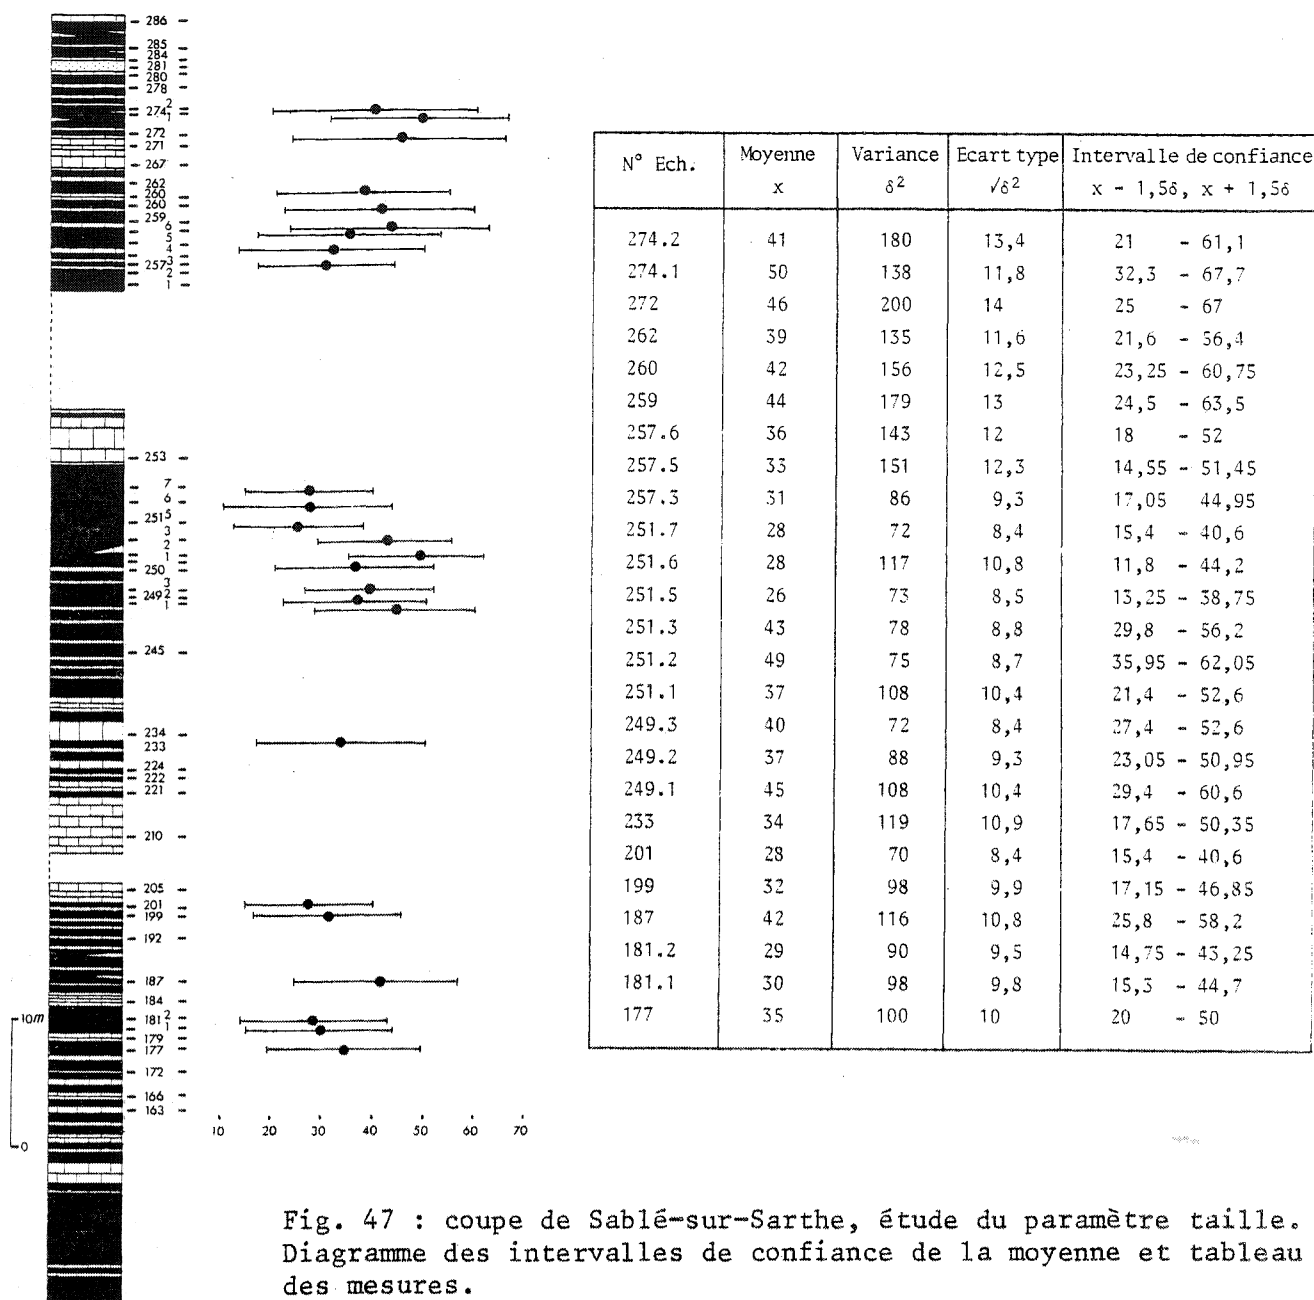 286
285
284
281
280
278
274 2
1
272
271
267
262
260
260
259
6
5
4
257 3
2
1
253
7
6
251 5
3
2
1
250
3
249 2
1
245
234
233
224
222
221
210
205
201
199
192
187
184
181 2
1
179
177
172
166
163
10m
0
10 20 30 40 50 60 70
N° Ech. Moyenne Variance Ecart type Intervalle de confiance
x δ² √δ² x - 1,5δ, x + 1,5δ
274.2 41 180 13,4 21 - 61,1
274.1 50 138 11,8 32,3 - 67,7
272 46 200 14 25 - 67
262 39 135 11,6 21,6 - 56,4
260 42 156 12,5 23,25 - 60,75
259 44 179 13 24,5 - 63,5
257.6 36 143 12 18 - 52
257.5 33 151 12,3 14,55 - 51,45
257.3 31 86 9,3 17,05 44,95
251.7 28 72 8,4 15,4 - 40,6
251.6 28 117 10,8 11,8 - 44,2
251.5 26 73 8,5 13,25 - 38,75
251.3 43 78 8,8 29,8 - 56,2
251.2 49 75 8,7 35,95 - 62,05
251.1 37 108 10,4 21,4 - 52,6
249.3 40 72 8,4 27,4 - 52,6
249.2 37 88 9,3 23,05 - 50,95
249.1 45 108 10,4 29,4 - 60,6
233 34 119 10,9 17,65 - 50,35
201 28 70 8,4 15,4 - 40,6
199 32 98 9,9 17,15 - 46,85
187 42 116 10,8 25,8 - 58,2
181.2 29 90 9,5 14,75 - 43,25
181.1 30 98 9,8 15,3 - 44,7
177 35 100 10 20 - 50
Fig. 47 : coupe de Sablé-sur-Sarthe, étude du paramètre taille.
Diagramme des intervalles de confiance de la moyenne et tableau
des mesures.